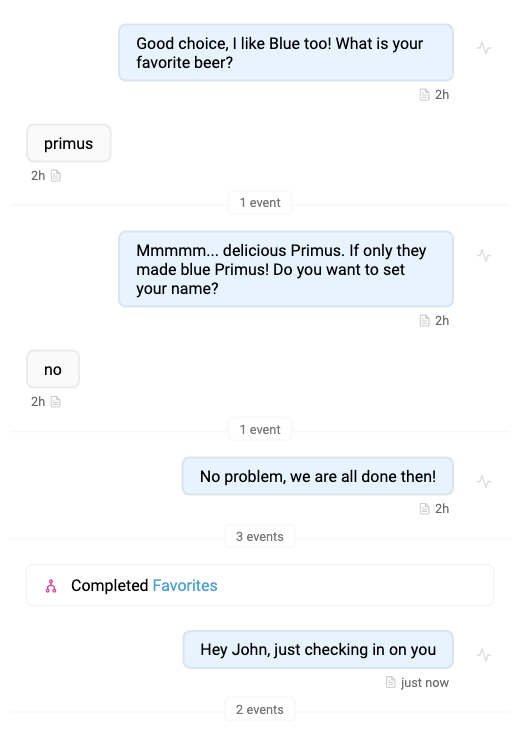 Good choice, I like Blue too! What is your
favorite beer?
2h
primus
2h
1 event
Mmmmm... delicious Primus. If only they
made blue Primus! Do you want to set
your name?
2h
no
2h
1 event
No problem, we are all done then!
2h
3 events
Completed Favorites
Hey John, just checking in on you
just now
2 events